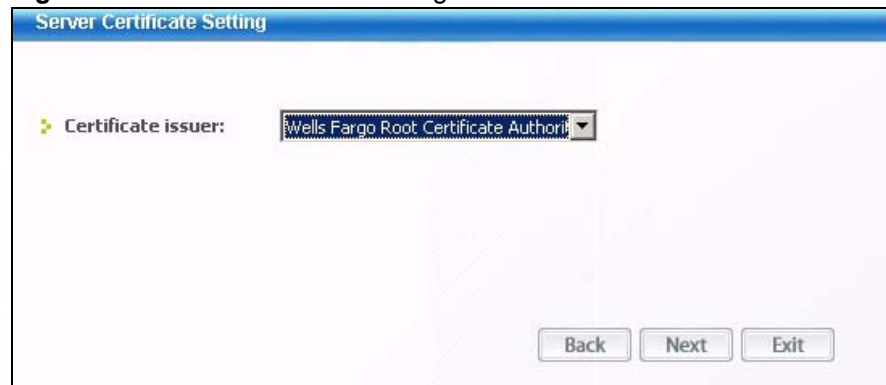 Server Certificate Setting
Certificate issuer:
Wells Fargo Root Certificate Authori
Back
Next
Exit